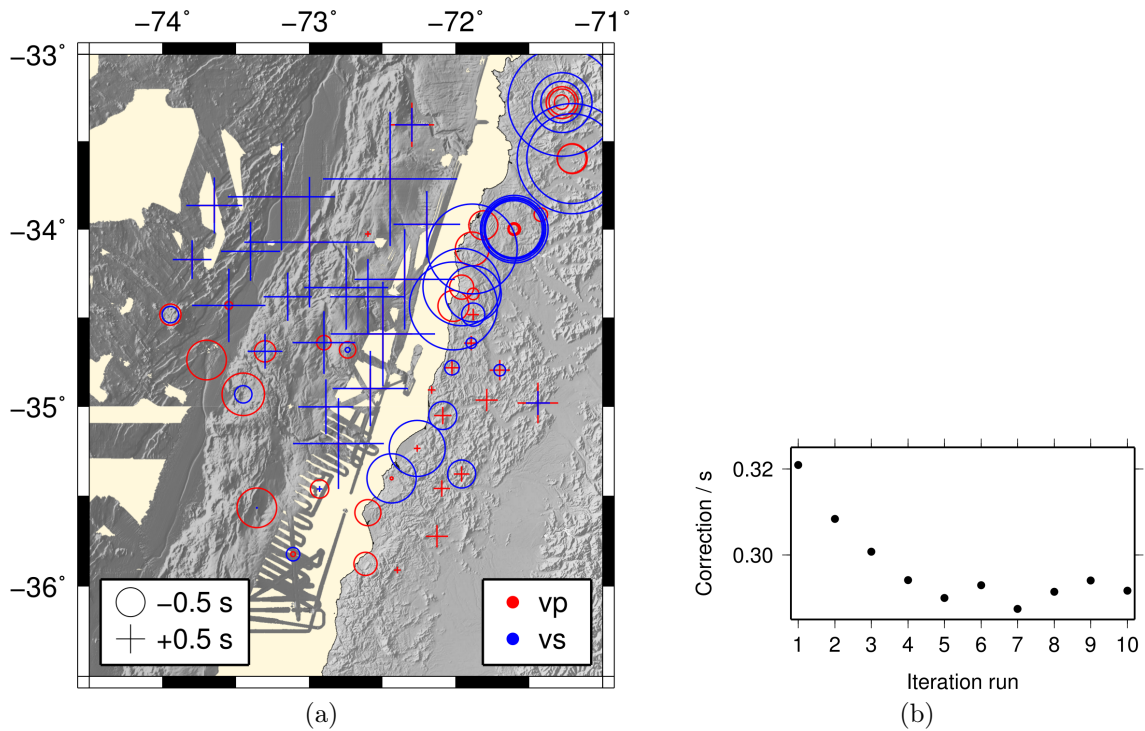 −74˚ −73˚ −72˚ −71˚
−33˚
−34˚
−35˚
−36˚
−0.5 s
+0.5 s
vp
vs
(a)
0.32
0.30
Correction / s
1 2 3 4 5 6 7 8 9 10
Iteration run
(b)